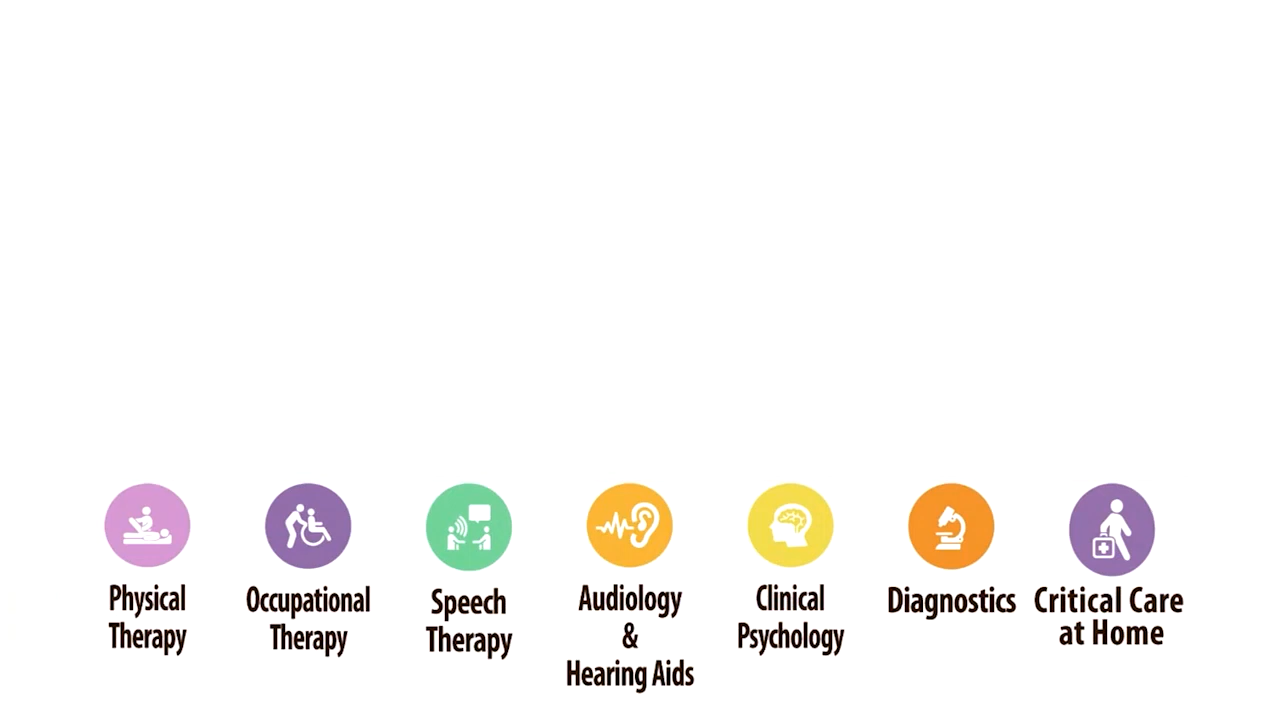 Physical
Therapy
Occupational
Therapy
Speech
Therapy
Audiology
&
Hearing Aids
Clinical
Psychology
Diagnostics
Critical Care
at Home